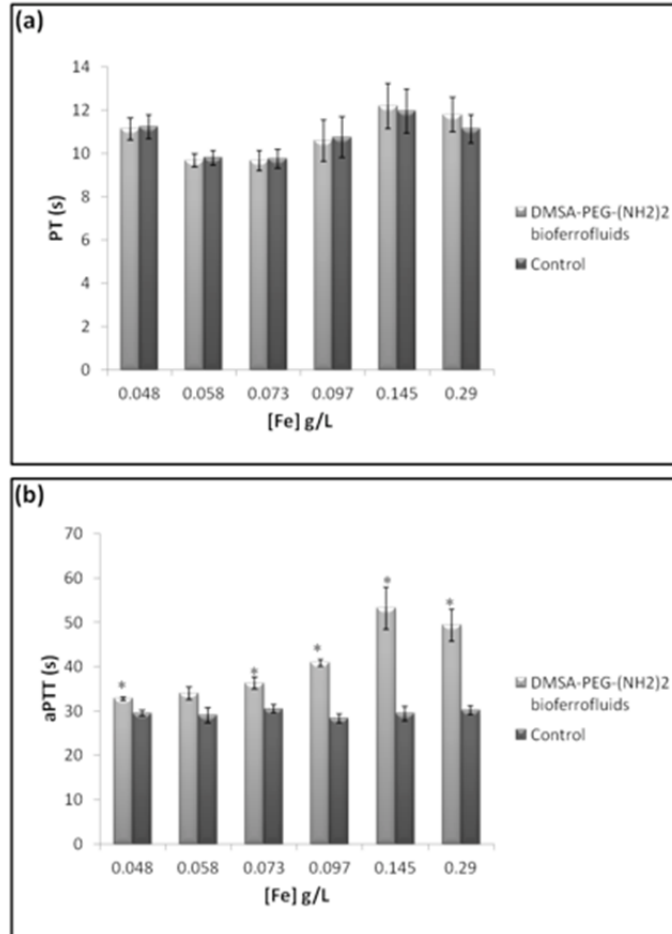 (a)
14
12
10
8
6
4
2
0
PT (s)
0.048 0.058 0.073 0.097 0.145 0.29
[Fe] g/L
DMSA-PEG-(NH2)2
bioferrofluids
Control
(b)
70
60
50
40
30
20
10
0
aPTT (s)
* * * * *
0.048 0.058 0.073 0.097 0.145 0.29
[Fe] g/L
DMSA-PEG-(NH2)2
bioferrofluids
Control